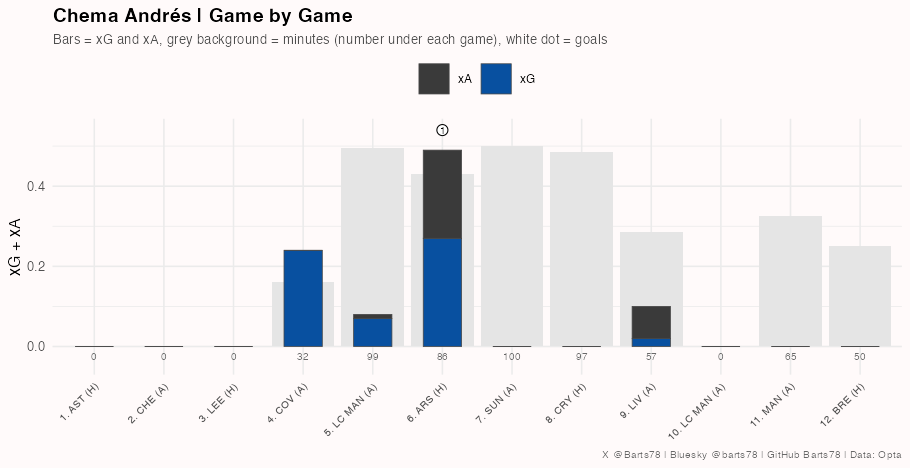 Chema Andrés | Game by Game
Bars = xG and xA, grey background = minutes (number under each game), white dot = goals
xA xG
1
xG + xA
0.4
0.2
0.0
0 0 0 32 99 86 100 97 57 0 65 50
1. AST (H) 2. CHE (A) 3. LEE (H) 4. COV (A) 5. LC MAN (A) 6. ARS (H) 7. SUN (A) 8. CRY (H) 9. LIV (A) 10. LC MAN (A) 11. MAN (A) 12. BRE (H)
X @Barts78 | Bluesky @barts78 | GitHub Barts78 | Data: Opta